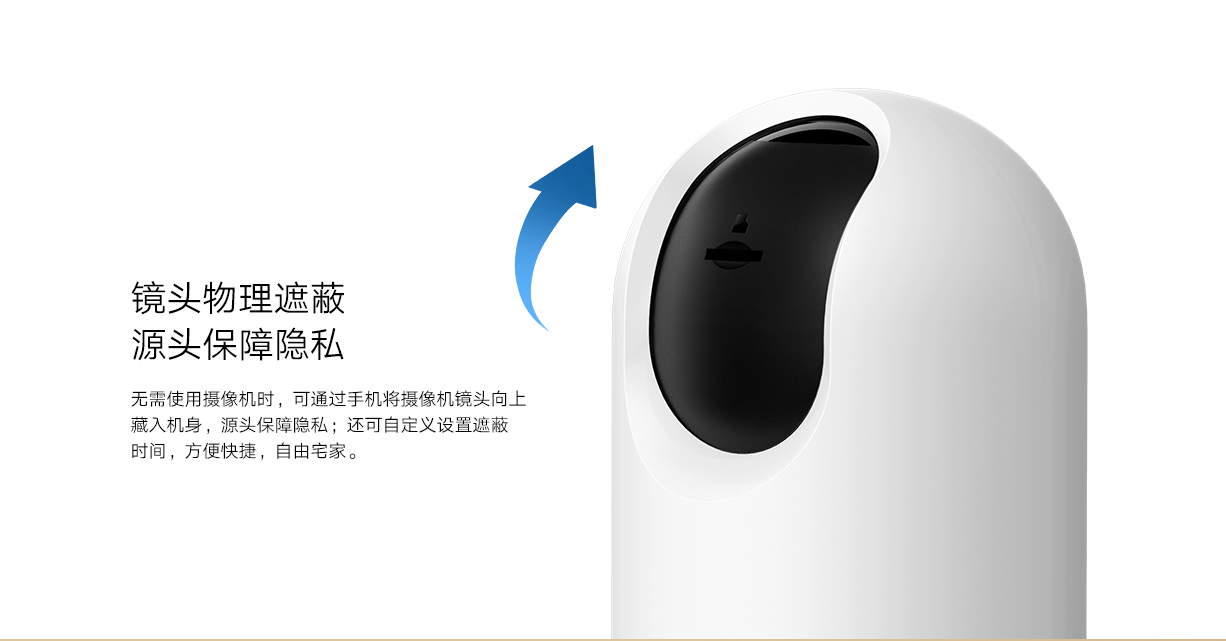 镜头物理遮蔽
源头保障隐私
无需使用摄像机时，可通过手机将摄像机镜头向上
藏入机身，源头保障隐私；还可自定义设置遮蔽
时间，方便快捷，自由宅家。